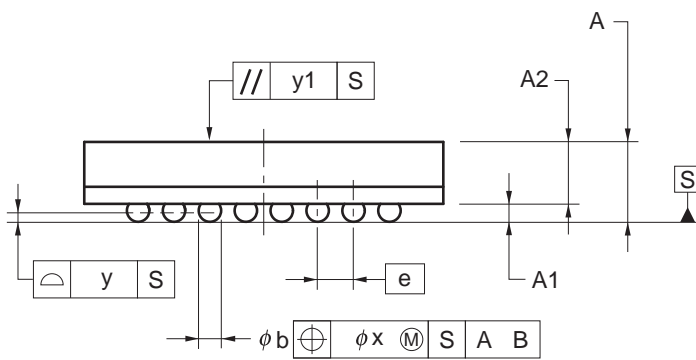 A
// y1 S
A2
S
⌓ y S
e
A1
ϕb ⌖ ϕx Ⓜ S A B